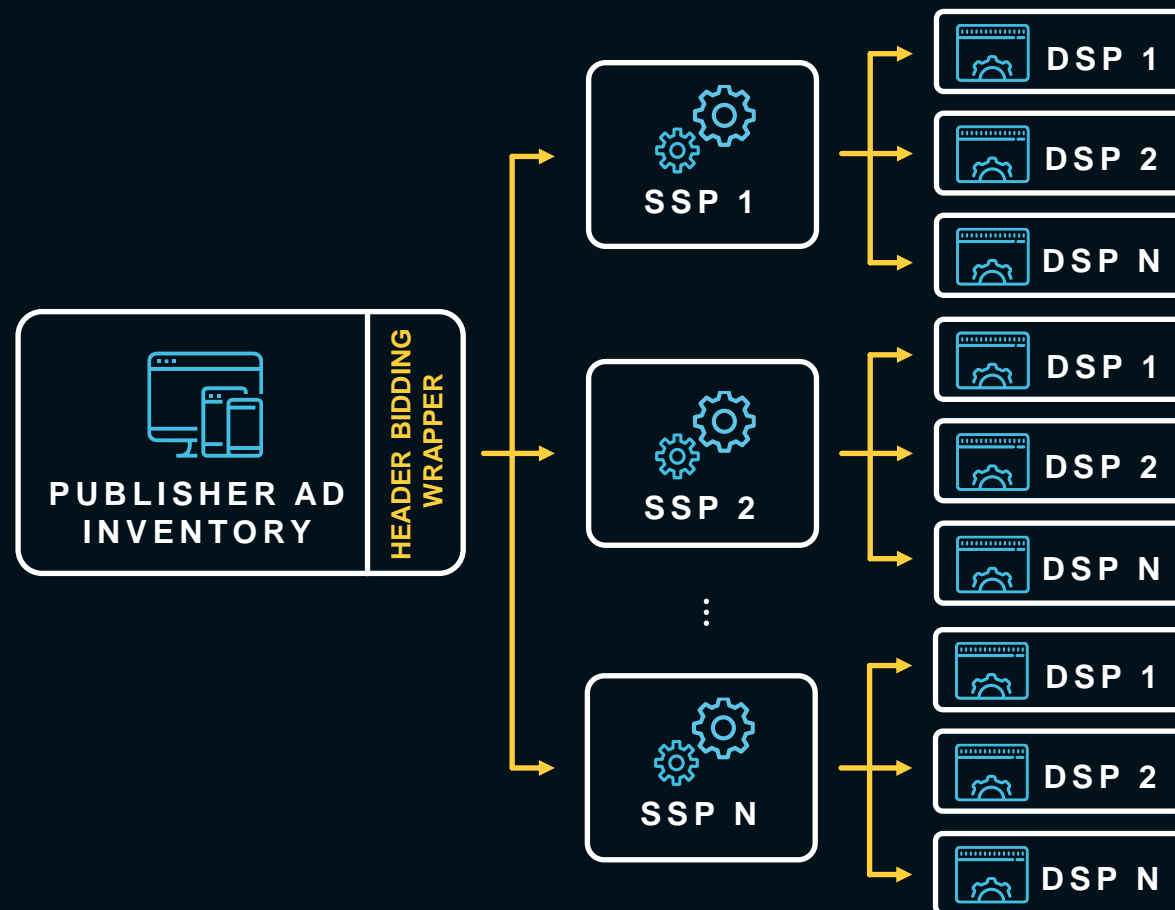 PUBLISHER AD
INVENTORY
HEADER BIDDING
WRAPPER
SSP 1
DSP 1
DSP 2
DSP N
SSP 2
DSP 1
DSP 2
DSP N
SSP N
DSP 1
DSP 2
DSP N